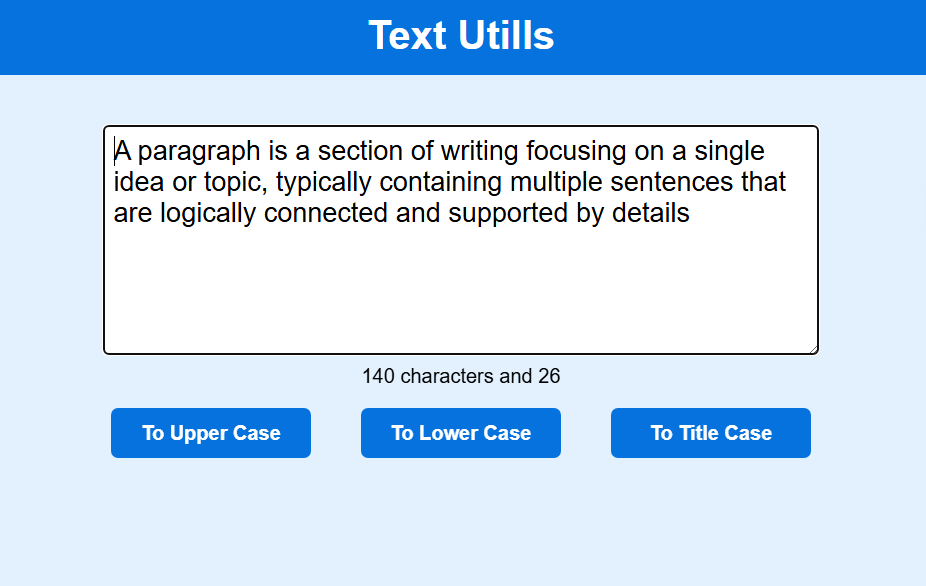 Text Utills
A paragraph is a section of writing focusing on a single
idea or topic, typically containing multiple sentences that
are logically connected and supported by details
140 characters and 26
To Upper Case
To Lower Case
To Title Case